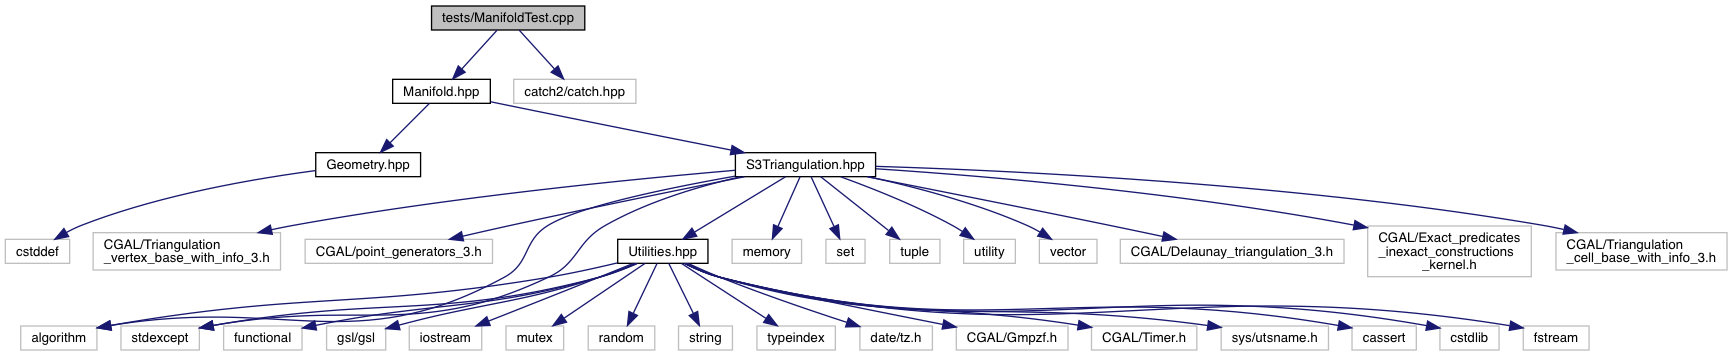 tests/ManifoldTest.cpp
Manifold.hpp
catch2/catch.hpp
Geometry.hpp
S3Triangulation.hpp
cstddef
CGAL/Triangulation
_vertex_base_with_info_3.h
CGAL/point_generators_3.h
Utilities.hpp
memory
set
tuple
utility
vector
CGAL/Delaunay_triangulation_3.h
CGAL/Exact_predicates
_inexact_constructions
_kernel.h
CGAL/Triangulation
_cell_base_with_info_3.h
algorithm
stdexcept
functional
gsl/gsl
iostream
mutex
random
string
typeindex
date/tz.h
CGAL/Gmpzf.h
CGAL/Timer.h
sys/utsname.h
cassert
cstdlib
fstream